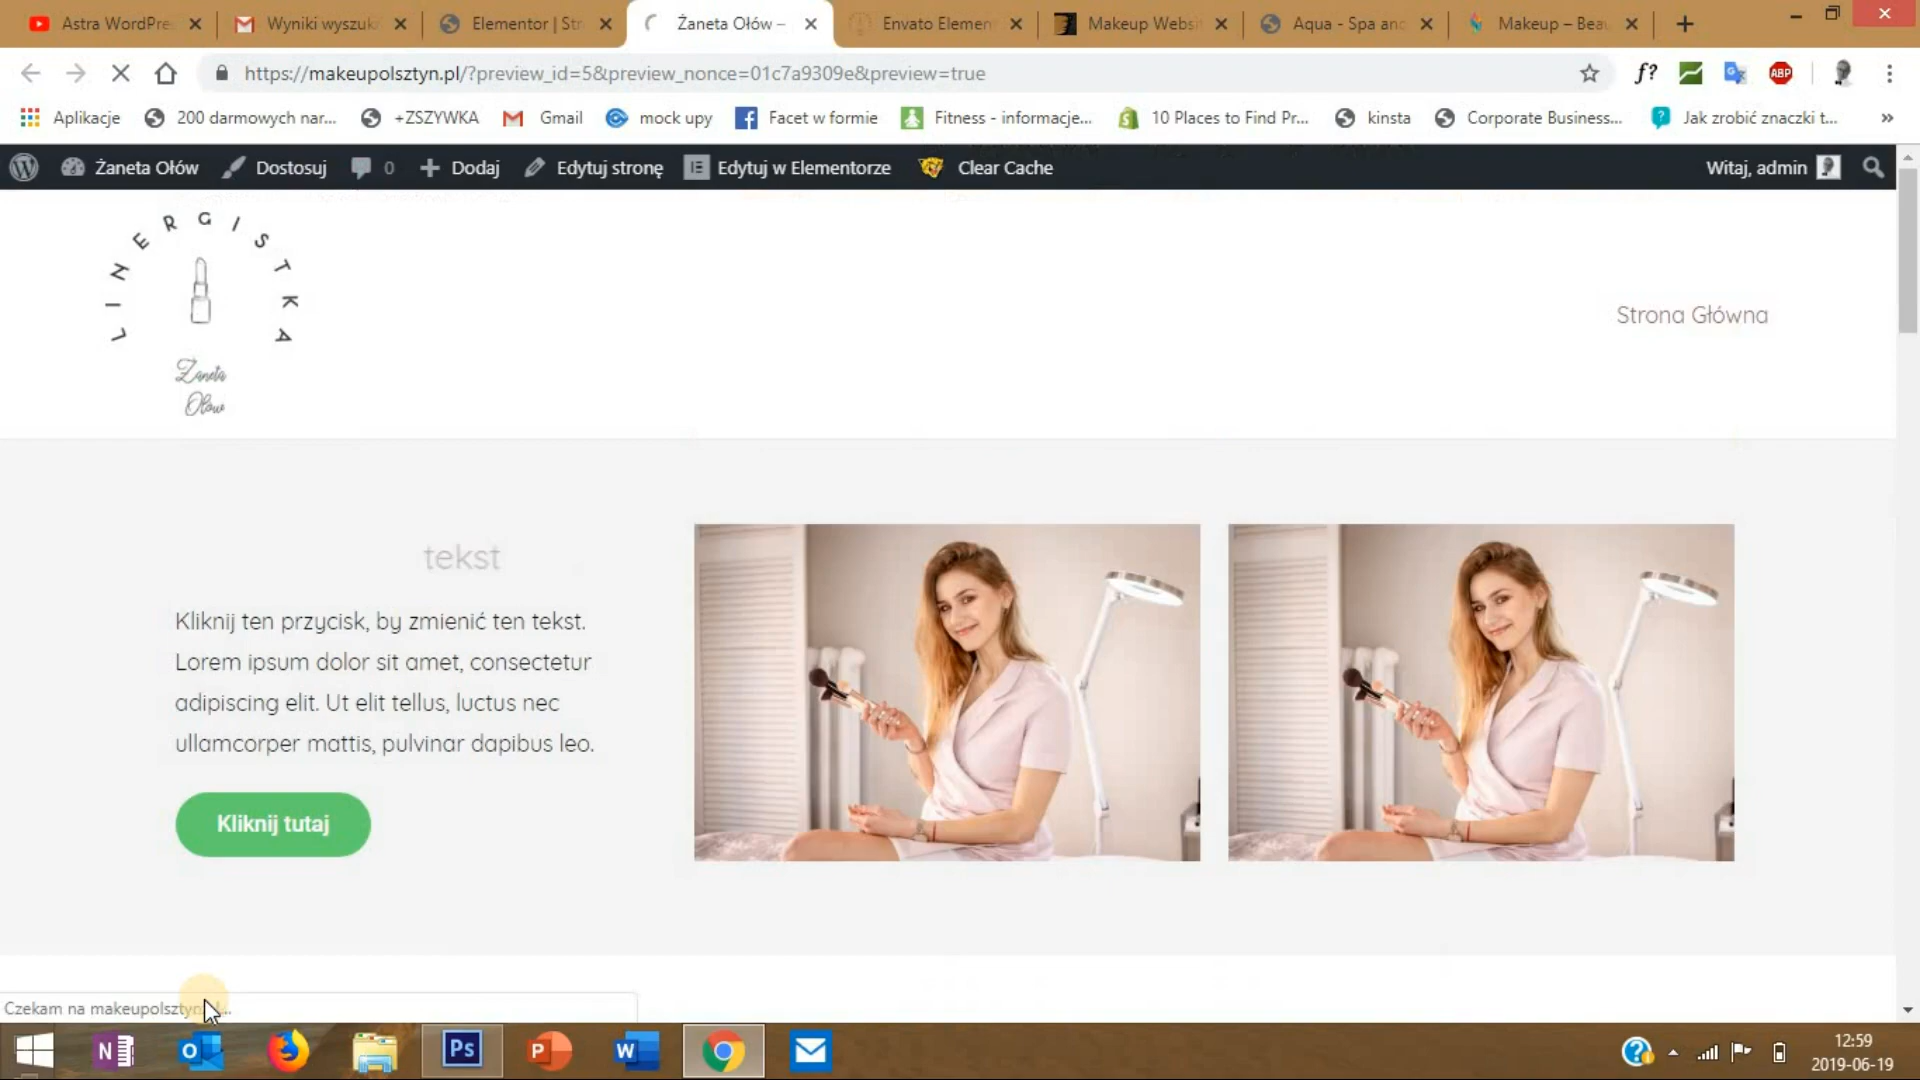 Astra WordPre
Wyniki wyszuk
Elementor | Str
Żaneta Ołów –
Envato Elemen
Makeup Websi
Aqua - Spa and
Makeup – Beau
https://makeupolsztyn.pl/?preview_id=5&preview_nonce=01c7a9309e&preview=true
f?
ABP
Aplikacje
200 darmowych nar...
+ZSZYWKA
Gmail
mock upy
Facet w formie
Fitness - informacje...
10 Places to Find Pr...
kinsta
Corporate Business...
Jak zrobić znaczki t...
»
Żaneta Ołów
Dostosuj
0
Dodaj
Edytuj stronę
Edytuj w Elementorze
Clear Cache
Witaj, admin
LINERGISTKA
Żaneta
Ołów
Strona Główna
tekst
Kliknij ten przycisk, by zmienić ten tekst.
Lorem ipsum dolor sit amet, consectetur
adipiscing elit. Ut elit tellus, luctus nec
ullamcorper mattis, pulvinar dapibus leo.
Kliknij tutaj
Czekam na makeupolsztyn
12:59
2019-06-19